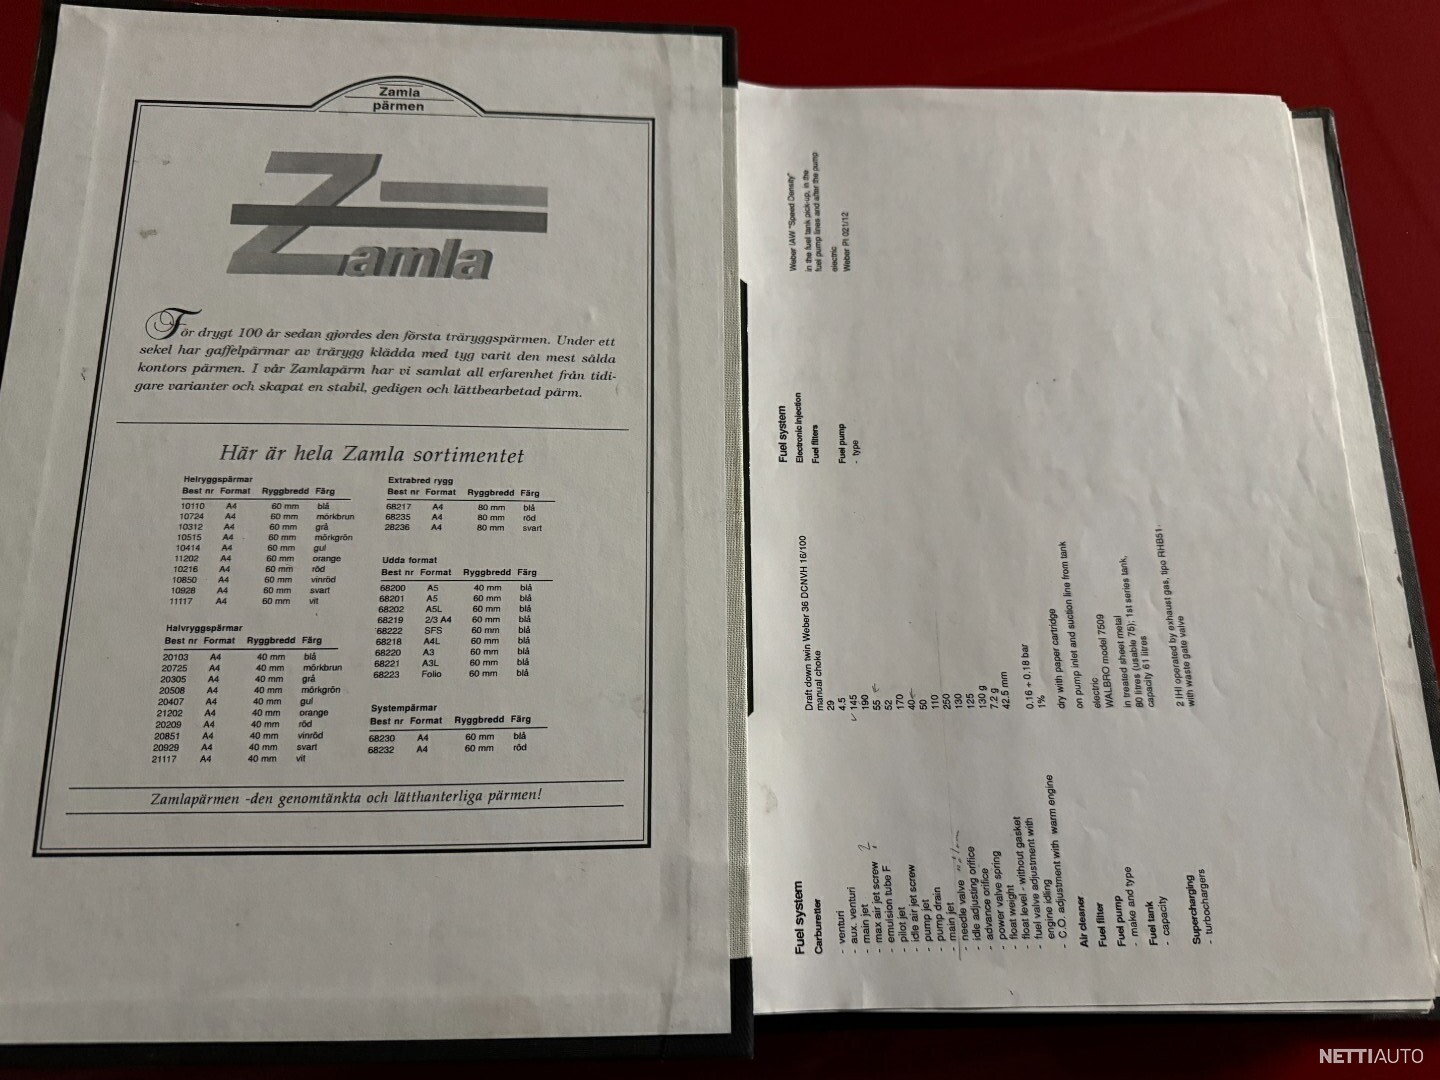 Zamla
pärmen
Zamla
För drygt 100 år sedan gjordes den första träryggspärmen. Under ett
sekel har gaffelpärmar av trärygg klädda med tyg varit den mest sålda
kontors pärmen. I vår Zamlapärm har vi samlat all erfarenhet från tidi-
gare varianter och skapat en stabil, gedigen och lättbearbetad pärm.
Här är hela Zamla sortimentet
Helryggspärmar
Best nr Format Ryggbredd Färg
10110 A4 60 mm blå
10724 A4 60 mm mörkbrun
10312 A4 60 mm grå
10515 A4 60 mm mörkgrön
10414 A4 60 mm gul
11202 A4 60 mm orange
10216 A4 60 mm röd
10850 A4 60 mm vinröd
10928 A4 60 mm svart
11117 A4 60 mm vit
Halvryggspärmar
Best nr Format Ryggbredd Färg
20103 A4 40 mm blå
20725 A4 40 mm mörkbrun
20305 A4 40 mm grå
20508 A4 40 mm mörkgrön
20407 A4 40 mm gul
21202 A4 40 mm orange
20209 A4 40 mm röd
20851 A4 40 mm vinröd
20929 A4 40 mm svart
21117 A4 40 mm vit
Extrabred rygg
Best nr Format Ryggbredd Färg
68217 A4 80 mm blå
68235 A4 80 mm röd
28236 A4 80 mm svart
Udda format
Best nr Format Ryggbredd Färg
68200 A5 40 mm blå
68201 A5 60 mm blå
68202 A5L 60 mm blå
68219 2/3 A4 60 mm blå
68222 SFS 60 mm blå
68218 A4L 60 mm blå
68220 A3 60 mm blå
68221 A3L 60 mm blå
68223 Folio 60 mm blå
Systempärmar
Best nr Format Ryggbredd Färg
68230 A4 60 mm blå
68232 A4 60 mm röd
Zamlapärmen -den genomtänkta och lätthanterliga pärmen!
Fuel system
Carburetter Draft down twin Weber 36 DCNVH 16/100
manual choke
- venturi 29
- aux. venturi 4.5
- main jet 145
- max air jet screw 190
- emulsion tube F 55
- pilot jet 52
- idle air jet screw 170
- pump jet 40
- pump drain 50
- main jet 110
- needle valve 250
- idle adjusting orifice 130
- advance orifice 125
- power valve spring 130 g
- float weight 7.2 g
- float level - without gasket 42.5 mm
- fuel valve adjustment with
engine idling 0.16 + 0.18 bar
- C.O. adjustment with warm engine 1%
Air cleaner dry with paper cartridge
Fuel filter on pump inlet and suction line from tank
Fuel pump electric
- make and type WALBRO model 7509
Fuel tank in treated sheet metal
- capacity 80 litres (usable 75); 1st series tank,
capacity 61 litres
Supercharging
- turbochargers 2 IHI operated by exhaust gas, tipo RHB51-
with waste gate valve
Fuel system
Electronic injection Weber IAW "Speed Density"
Fuel filters in the fuel tank pick-up, in the
fuel pump lines and after the pump
Fuel pump electric
- type Weber PI 021/12
NETTIAUTO